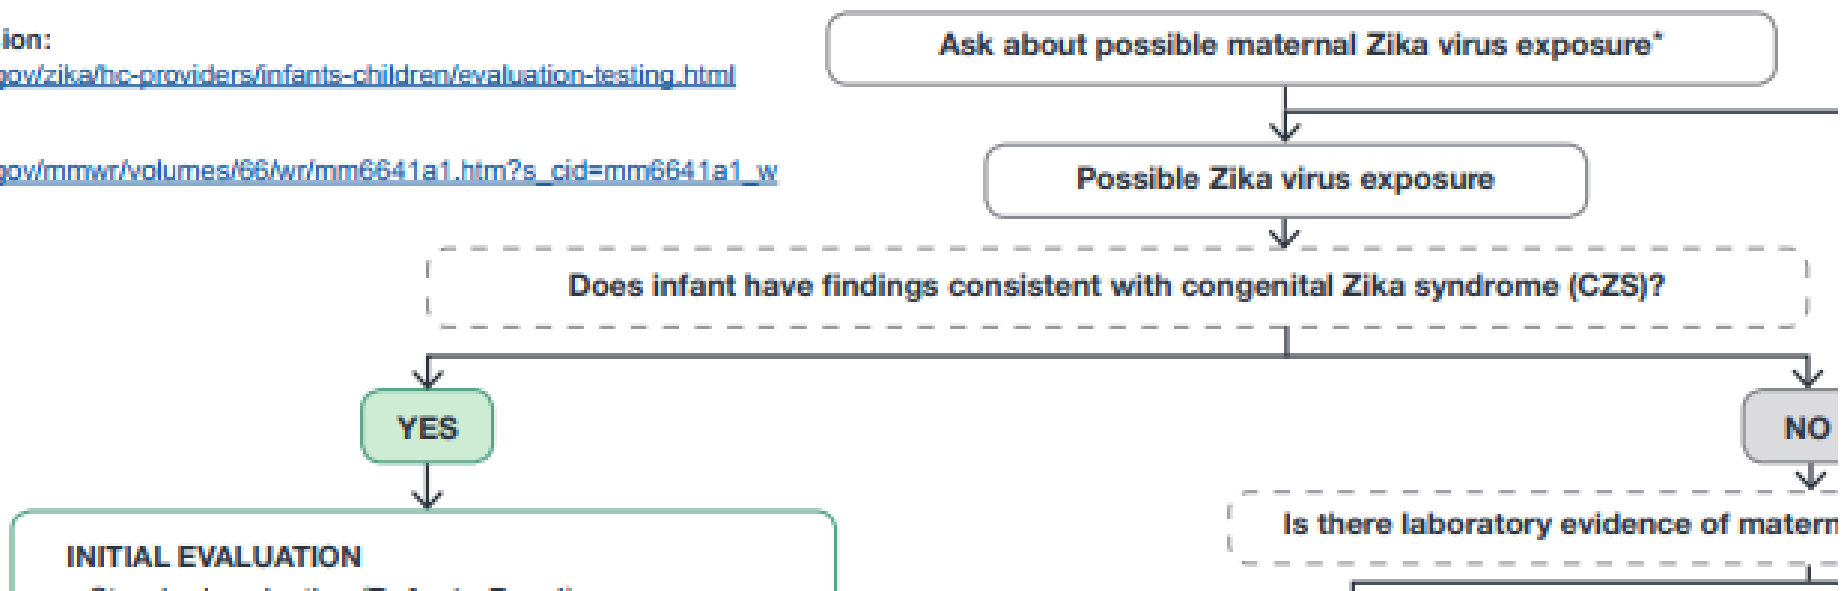 Ask about possible maternal Zika virus exposure*
ion:
gov/zika/hc-providers/infants-children/evaluation-testing.html
gov/mmwr/volumes/66/wr/mm6641a1.htm?s_cid=mm6641a1_w
Possible Zika virus exposure
Does infant have findings consistent with congenital Zika syndrome (CZS)?
YES
NO
Is there laboratory evidence of matern
INITIAL EVALUATION